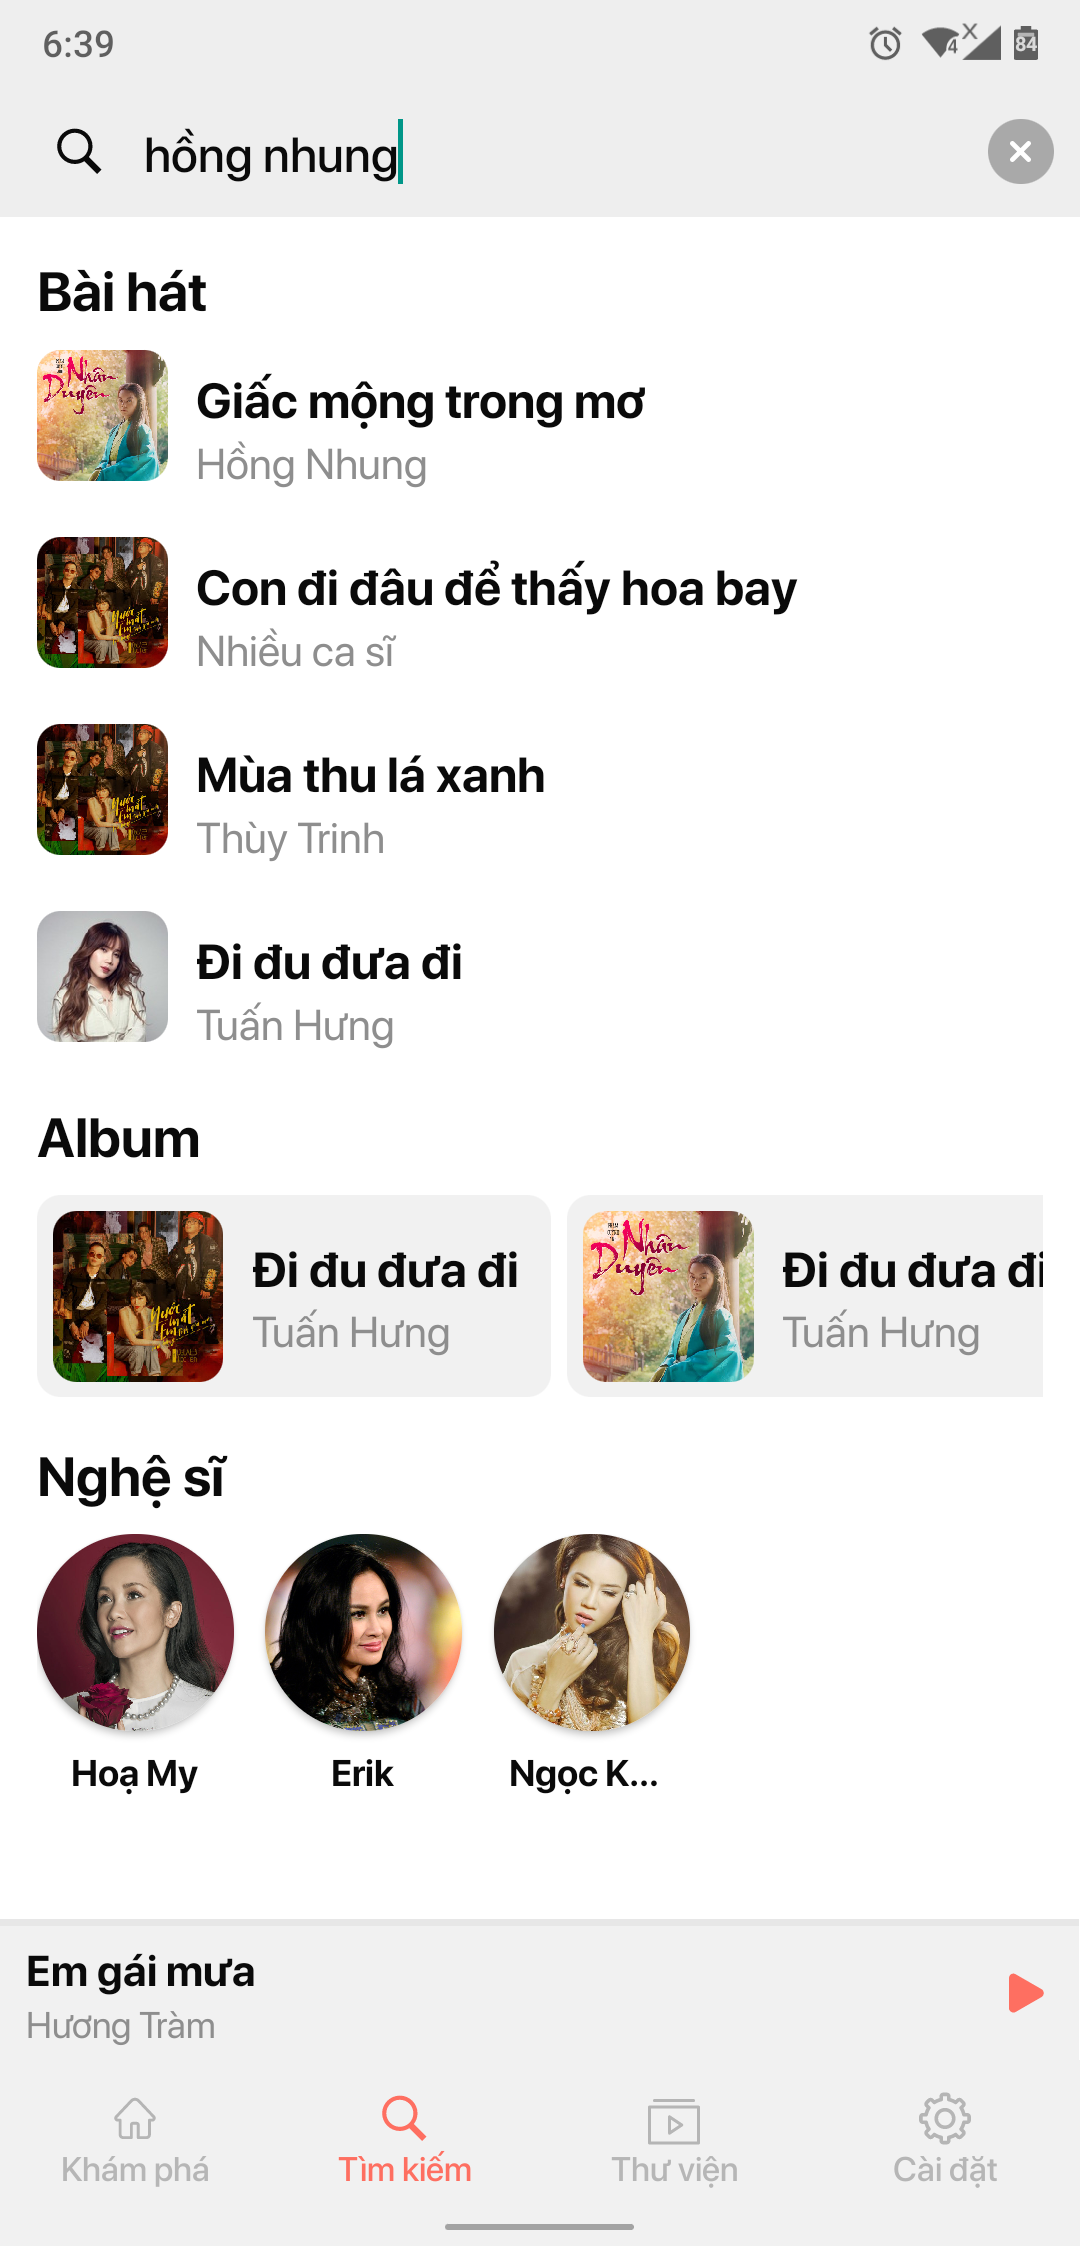 6:39
4
x
84
hồng nhung
Bài hát
Nhân
Duyên
Giấc mộng trong mơ
Hồng Nhung
Con đi đâu để thấy hoa bay
Nhiều ca sĩ
Mùa thu lá xanh
Thùy Trinh
Đi đu đưa đi
Tuấn Hưng
Album
Đi đu đưa đi
Tuấn Hưng
Nhân
Duyên
Đi đu đưa đi
Tuấn Hưng
Nghệ sĩ
Hoạ My
Erik
Ngọc K...
Em gái mưa
Hương Tràm
Khám phá
Tìm kiếm
Thư viện
Cài đặt